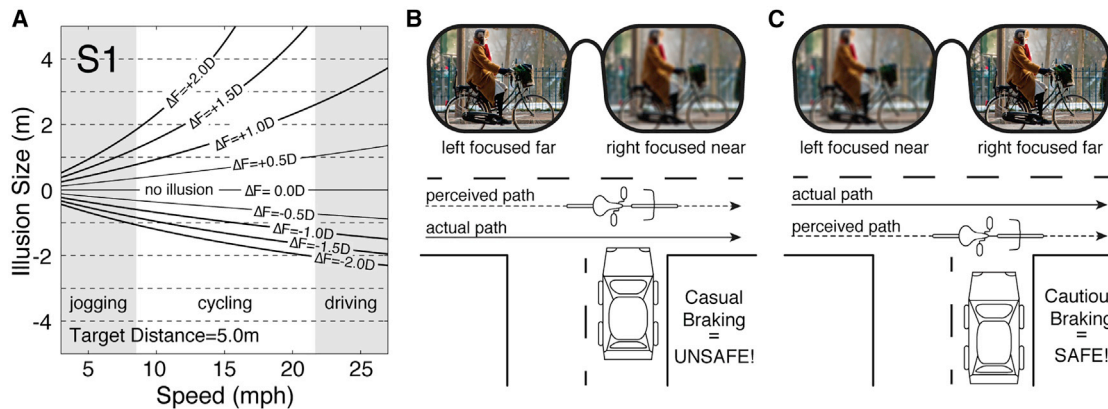 A
S1
Illusion Size (m)
4
2
0
-2
-4
ΔF=+2.0D
ΔF=+1.5D
ΔF=+1.0D
ΔF=+0.5D
no illusion
ΔF= 0.0D
ΔF=-0.5D
ΔF=-1.0D
ΔF=-1.5D
ΔF=-2.0D
jogging
cycling
driving
Target Distance=5.0m
5
10
15
20
25
Speed (mph)
B
left focused far
right focused near
perceived path
actual path
Casual
Braking
=
UNSAFE!
C
left focused near
right focused far
actual path
perceived path
Cautious
Braking
=
SAFE!